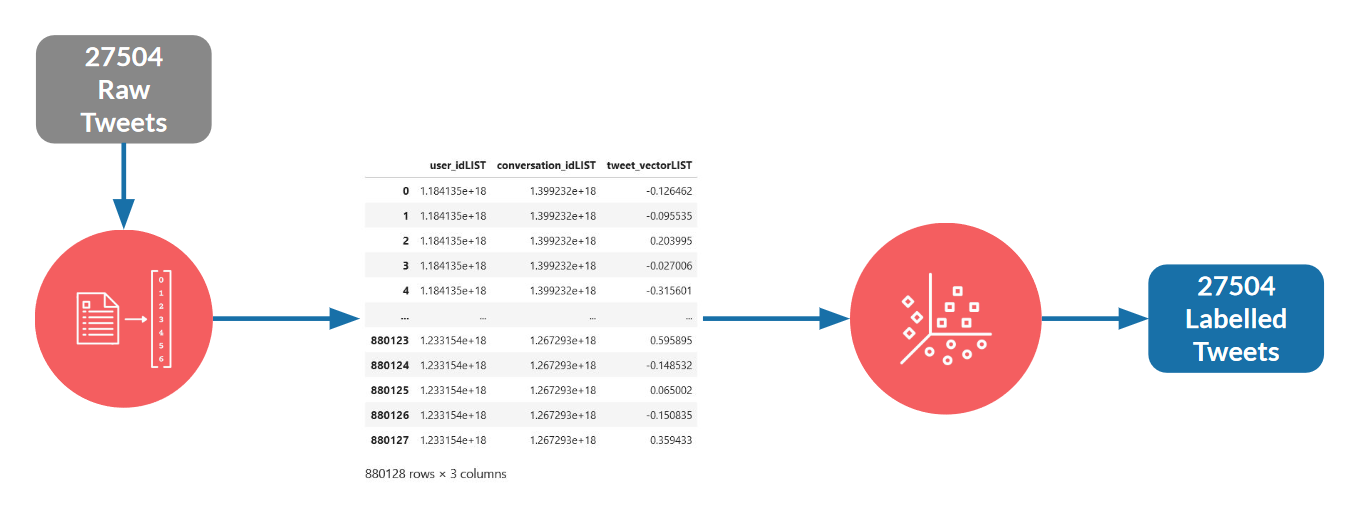 27504
Raw
Tweets
0
1
2
3
4
5
6
user_idLIST conversation_idLIST tweet_vectorLIST
0 1.184135e+18 1.399232e+18 -0.126462
1 1.184135e+18 1.399232e+18 -0.095535
2 1.184135e+18 1.399232e+18 0.203995
3 1.184135e+18 1.399232e+18 -0.027006
4 1.184135e+18 1.399232e+18 -0.315601
... ... ... ...
880123 1.233154e+18 1.267293e+18 0.595895
880124 1.233154e+18 1.267293e+18 -0.148532
880125 1.233154e+18 1.267293e+18 0.065002
880126 1.233154e+18 1.267293e+18 -0.150835
880127 1.233154e+18 1.267293e+18 0.359433
880128 rows × 3 columns
27504
Labelled
Tweets